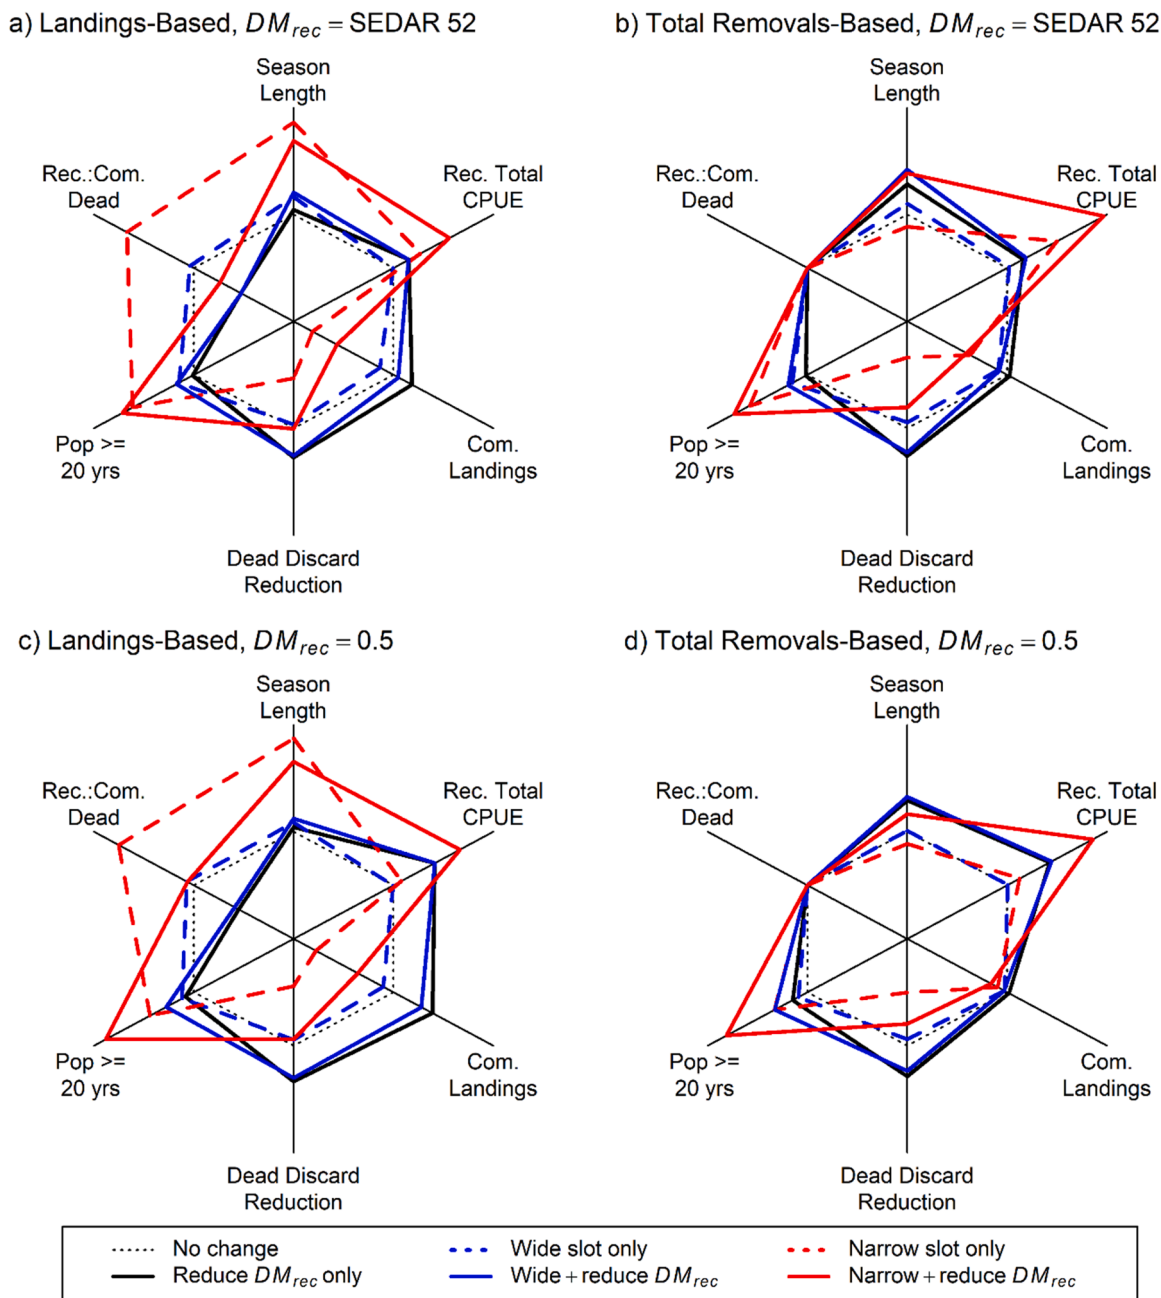 a) Landings-Based, DMrec = SEDAR 52
b) Total Removals-Based, DMrec = SEDAR 52
Season
Length
Rec. Total
CPUE
Rec.:Com.
Dead
Pop >=
20 yrs
Com.
Landings
Dead Discard
Reduction
Season
Length
Rec. Total
CPUE
Rec.:Com.
Dead
Pop >=
20 yrs
Com.
Landings
Dead Discard
Reduction
c) Landings-Based, DMrec = 0.5
d) Total Removals-Based, DMrec = 0.5
Season
Length
Rec. Total
CPUE
Rec.:Com.
Dead
Pop >=
20 yrs
Com.
Landings
Dead Discard
Reduction
Season
Length
Rec. Total
CPUE
Rec.:Com.
Dead
Pop >=
20 yrs
Com.
Landings
Dead Discard
Reduction
No change
Wide slot only
Narrow slot only
Reduce DMrec only
Wide + reduce DMrec
Narrow + reduce DMrec